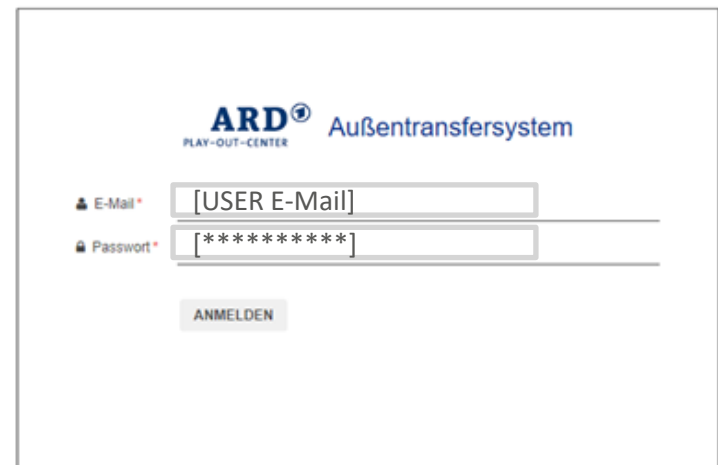 ARD Außentransfersystem
PLAY-OUT-CENTER
E-Mail * [USER E-Mail]
Passwort * [**********]
ANMELDEN